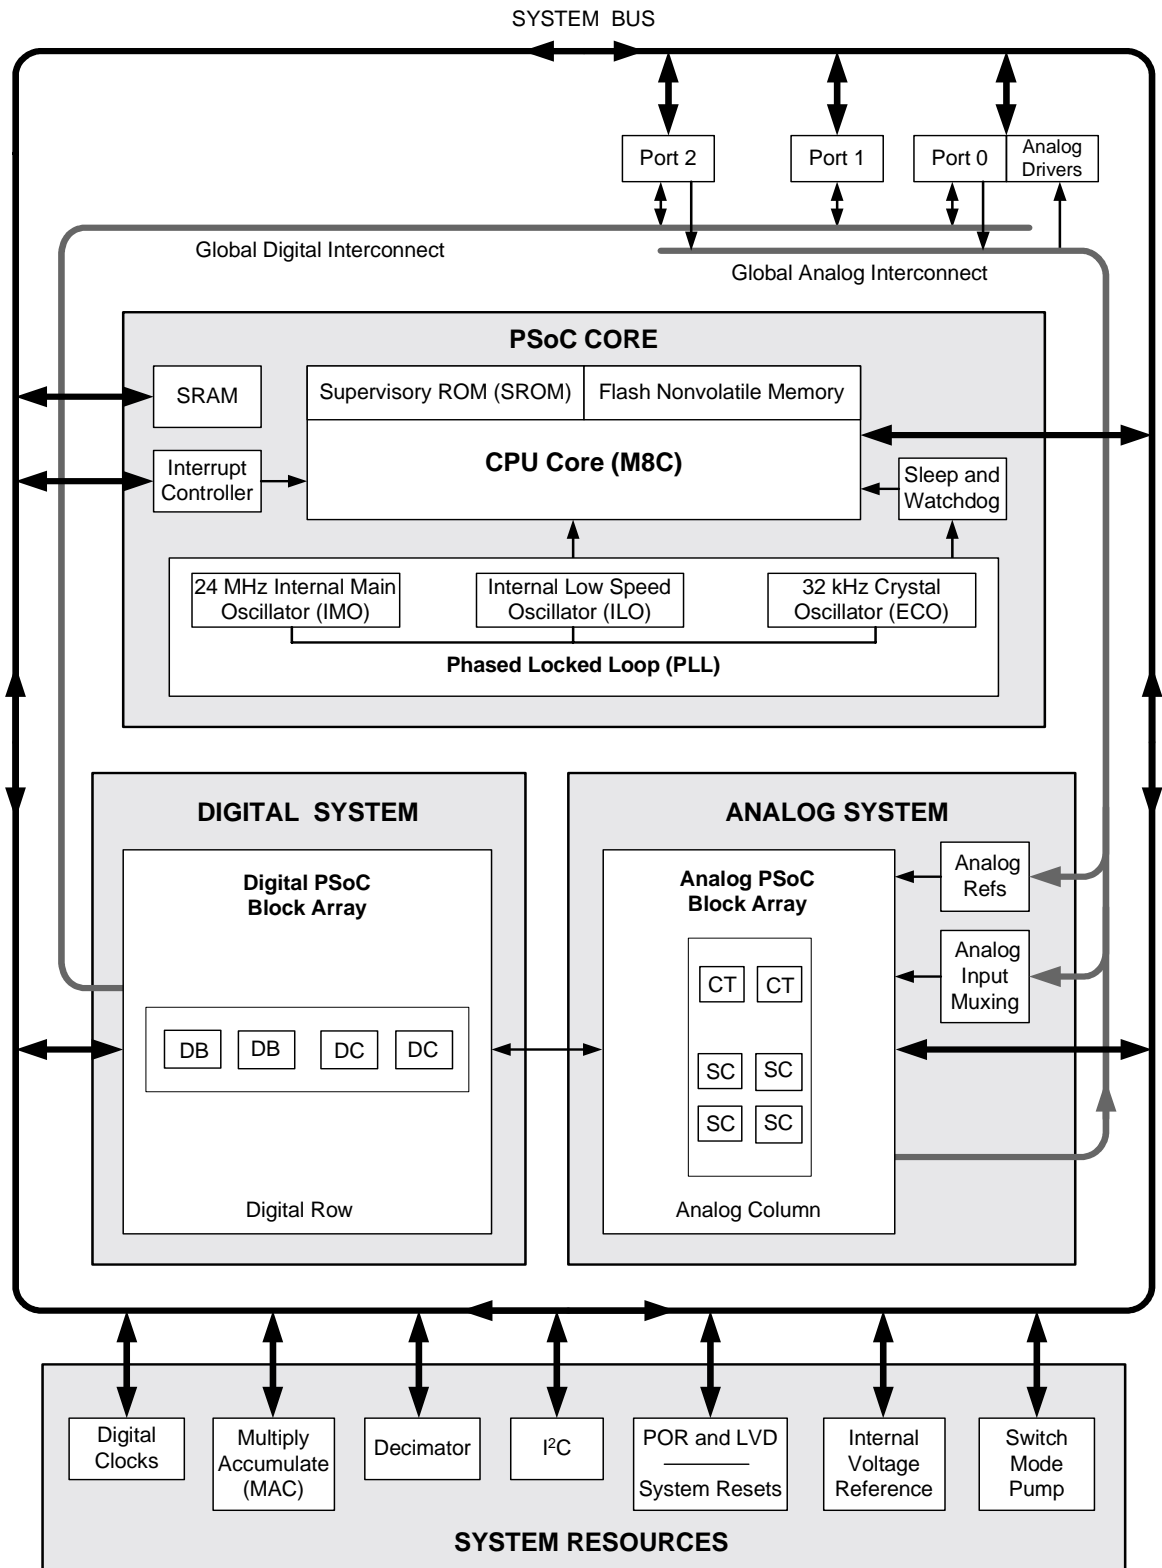 SYSTEM BUS
Port 2
Port 1
Port 0
Analog
Drivers
Global Digital Interconnect
Global Analog Interconnect
PSoC CORE
SRAM
Supervisory ROM (SROM)
Flash Nonvolatile Memory
CPU Core (M8C)
Interrupt
Controller
Sleep and
Watchdog
24 MHz Internal Main
Oscillator (IMO)
Internal Low Speed
Oscillator (ILO)
32 kHz Crystal
Oscillator (ECO)
Phased Locked Loop (PLL)
DIGITAL SYSTEM
Digital PSoC
Block Array
DB
DB
DC
DC
Digital Row
ANALOG SYSTEM
Analog PSoC
Block Array
CT
CT
SC
SC
SC
SC
Analog Column
Analog
Refs
Analog
Input
Muxing
Digital
Clocks
Multiply
Accumulate
(MAC)
Decimator
I²C
POR and LVD
System Resets
Internal
Voltage
Reference
Switch
Mode
Pump
SYSTEM RESOURCES